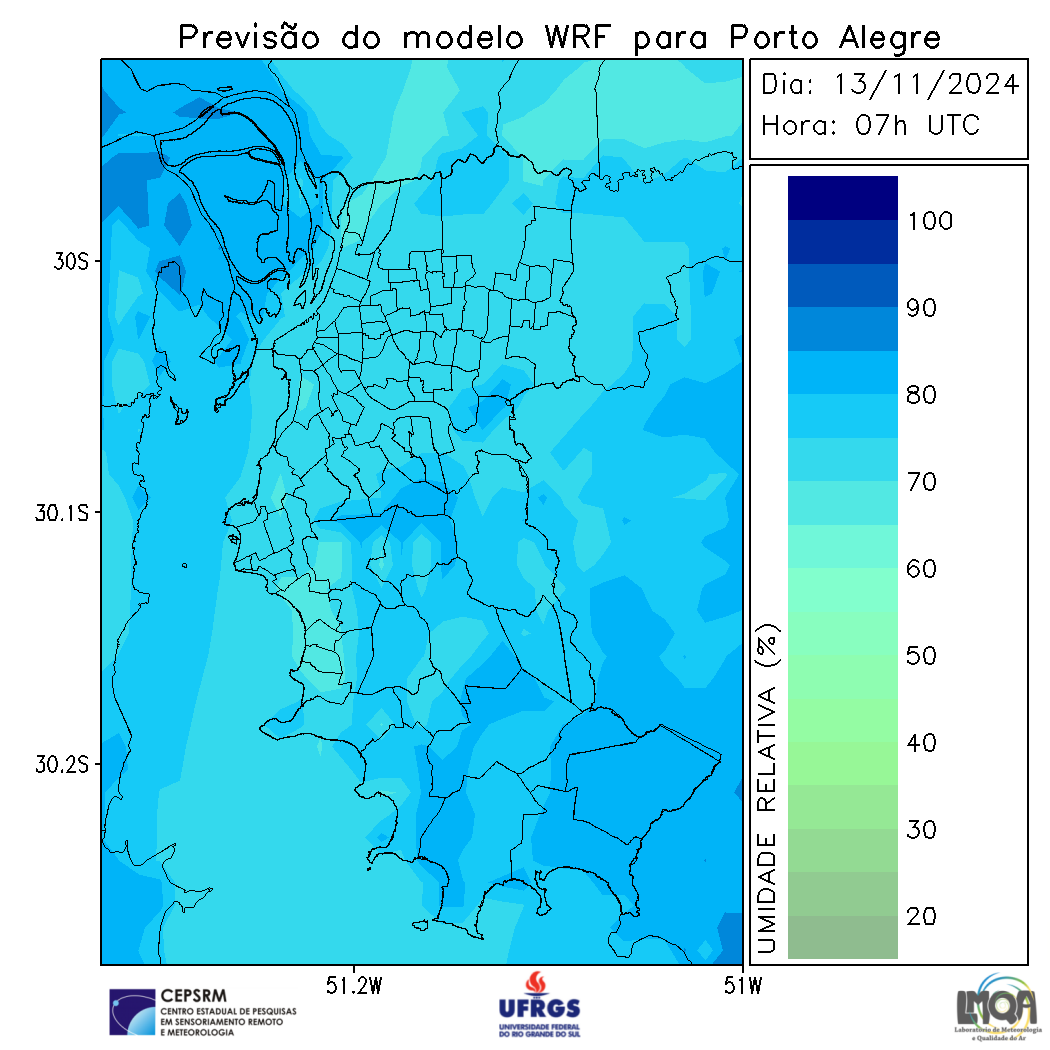 Previsão do modelo WRF para Porto Alegre
Dia: 13/11/2024
Hora: 07h UTC
30S
30.1S
30.2S
51.2W
51W
UMIDADE RELATIVA (%)
100
90
80
70
60
50
40
30
20
CEPSRM
CENTRO ESTADUAL DE PESQUISAS
EM SENSORIAMENTO REMOTO
E METEOROLOGIA
UFRGS
UNIVERSIDADE FEDERAL
DO RIO GRANDE DO SUL
LMQA
Laboratório de Meteorologia
e Qualidade do Ar